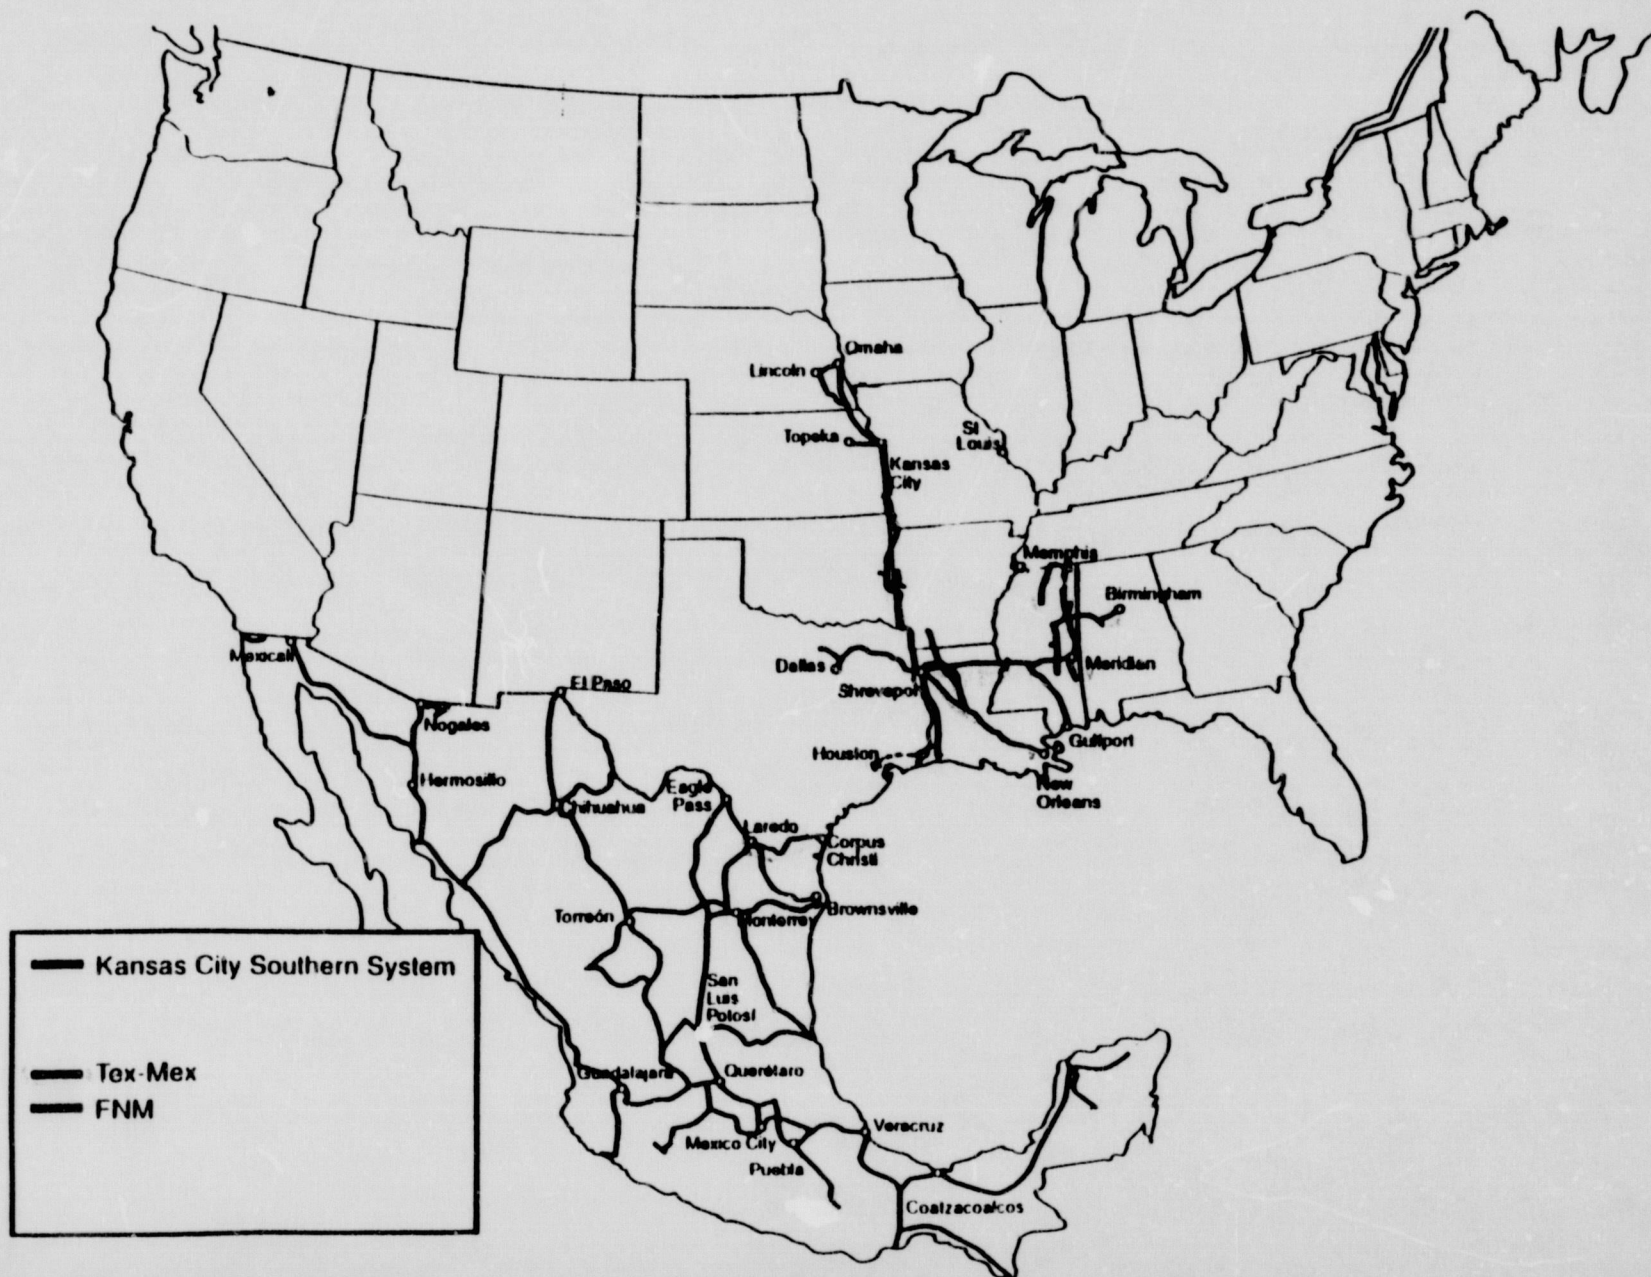 Omaha
Lincoln
Topeka
St
Louis
Kansas
City
Memphis
Birmingham
Mexicali
Dallas
Meridian
El Paso
Shreveport
Nogales
Gulfport
Houston
Hermosillo
Chihuahua
Eagle
Pass
New
Orleans
Laredo
Corpus
Christi
Torreón
Monterrey
Brownsville
Kansas City Southern System
San
Luis
Potosí
Tex-Mex
Guadalajara
Querétaro
FNM
Veracruz
Mexico City
Puebla
Coatzacoalcos